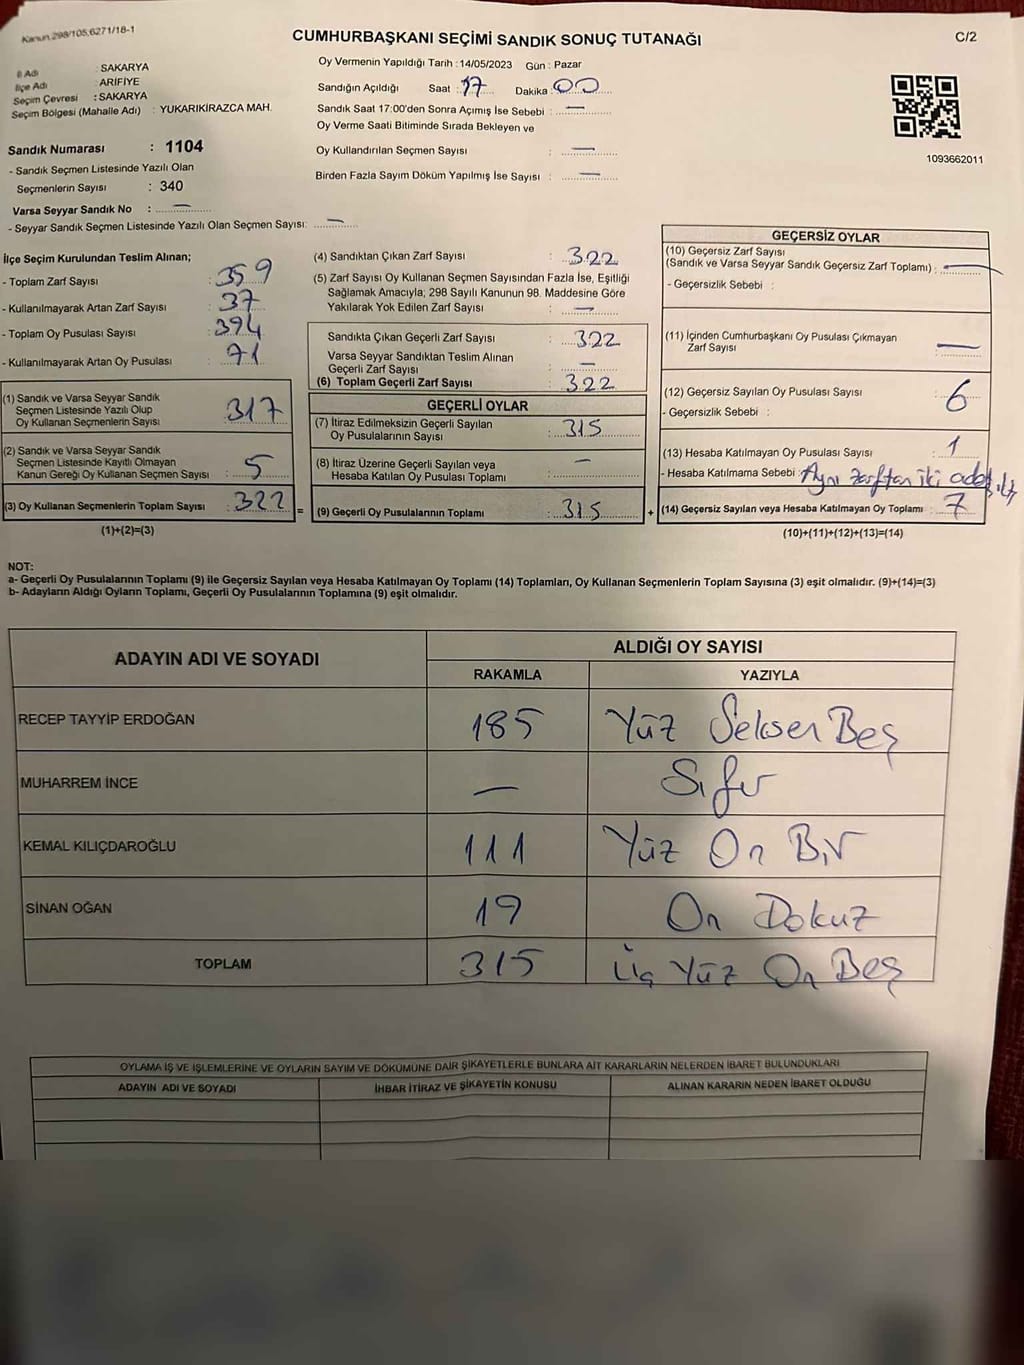 Kanun.298/105,6271/18-1
CUMHURBAŞKANI SEÇİMİ SANDIK SONUÇ TUTANAĞI
C/2
İl Adı : SAKARYA
İlçe Adı : ARİFİYE
Seçim Çevresi : SAKARYA
Seçim Bölgesi (Mahalle Adı) : YUKARIKİRAZCA MAH.
Sandık Numarası : 1104
- Sandık Seçmen Listesinde Yazılı Olan
Seçmenlerin Sayısı : 340
Varsa Seyyar Sandık No : —
- Seyyar Sandık Seçmen Listesinde Yazılı Olan Seçmen Sayısı: —
Oy Vermenin Yapıldığı Tarih : 14/05/2023 Gün : Pazar
Sandığın Açıldığı Saat : 17 Dakika : 00
Sandık Saat 17:00'den Sonra Açımış İse Sebebi : —
Oy Verme Saati Bitiminde Sırada Bekleyen ve
Oy Kullandırılan Seçmen Sayısı : —
Birden Fazla Sayım Döküm Yapılmış İse Sayısı : —
1093662011
İlçe Seçim Kurulundan Teslim Alınan;
- Toplam Zarf Sayısı : 359
- Kullanılmayarak Artan Zarf Sayısı : 37
- Toplam Oy Pusulası Sayısı : 394
- Kullanılmayarak Artan Oy Pusulası : 71
(1) Sandık ve Varsa Seyyar Sandık
Seçmen Listesinde Yazılı Olup
Oy Kullanan Seçmenlerin Sayısı : 317
(2) Sandık ve Varsa Seyyar Sandık
Seçmen Listesinde Kayıtlı Olmayan
Kanun Gereği Oy Kullanan Seçmen Sayısı : 5
(3) Oy Kullanan Seçmenlerin Toplam Sayısı : 322 =
(1)+(2)=(3)
(4) Sandıktan Çıkan Zarf Sayısı : 322
(5) Zarf Sayısı Oy Kullanan Seçmen Sayısından Fazla İse, Eşitliği
Sağlamak Amacıyla; 298 Sayılı Kanunun 98. Maddesine Göre
Yakılarak Yok Edilen Zarf Sayısı : —
Sandıkta Çıkan Geçerli Zarf Sayısı : 322
Varsa Seyyar Sandıktan Teslim Alınan
Geçerli Zarf Sayısı : —
(6) Toplam Geçerli Zarf Sayısı : 322
GEÇERLİ OYLAR
(7) İtiraz Edilmeksizin Geçerli Sayılan
Oy Pusulalarının Sayısı : 315
(8) İtiraz Üzerine Geçerli Sayılan veya
Hesaba Katılan Oy Pusulası Toplamı : —
(9) Geçerli Oy Pusulalarının Toplamı : 315 +
GEÇERSİZ OYLAR
(10) Geçersiz Zarf Sayısı
(Sandık ve Varsa Seyyar Sandık Geçersiz Zarf Toplamı) : —
- Geçersizlik Sebebi :
(11) İçinden Cumhurbaşkanı Oy Pusulası Çıkmayan
Zarf Sayısı : —
(12) Geçersiz Sayılan Oy Pusulası Sayısı : 6
- Geçersizlik Sebebi :
(13) Hesaba Katılmayan Oy Pusulası Sayısı : 1
- Hesaba Katılmama Sebebi : Aynı zarftan iki adet
(14) Geçersiz Sayılan veya Hesaba Katılmayan Oy Toplamı : 7
(10)+(11)+(12)+(13)=(14)
NOT:
a- Geçerli Oy Pusulalarının Toplamı (9) ile Geçersiz Sayılan veya Hesaba Katılmayan Oy Toplamı (14) Toplamları, Oy Kullanan Seçmenlerin Toplam Sayısına (3) eşit olmalıdır. (9)+(14)=(3)
b- Adayların Aldığı Oyların Toplamı, Geçerli Oy Pusulalarının Toplamına (9) eşit olmalıdır.
ADAYIN ADI VE SOYADI ALDIĞI OY SAYISI
RAKAMLA YAZIYLA
RECEP TAYYİP ERDOĞAN 185 Yüz Seksen Beş
MUHARREM İNCE — Sıfır
KEMAL KILIÇDAROĞLU 111 Yüz On Bir
SİNAN OĞAN 19 On Dokuz
TOPLAM 315 Üç Yüz On Beş
OYLAMA İŞ VE İŞLEMLERİNE VE OYLARIN SAYIM VE DÖKÜMÜNE DAİR ŞİKAYETLERLE BUNLARA AİT KARARLARIN NELERDEN İBARET BULUNDUKLARI
ADAYIN ADI VE SOYADI İHBAR İTİRAZ VE ŞİKAYETİN KONUSU ALINAN KARARIN NEDEN İBARET OLDUĞU